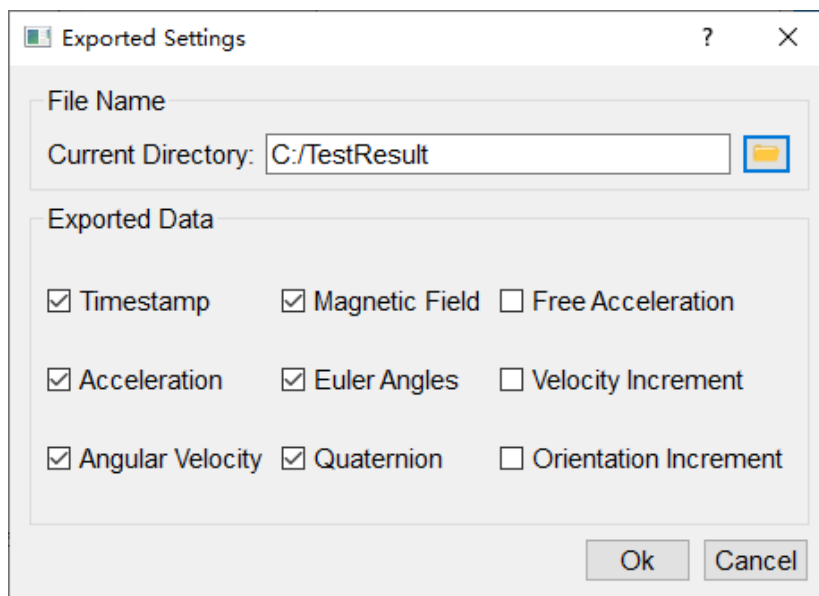 Exported Settings ?
File Name
Current Directory: C:/TestResult
Exported Data
Timestamp Magnetic Field Free Acceleration
Acceleration Euler Angles Velocity Increment
Angular Velocity Quaternion Orientation Increment
Ok Cancel